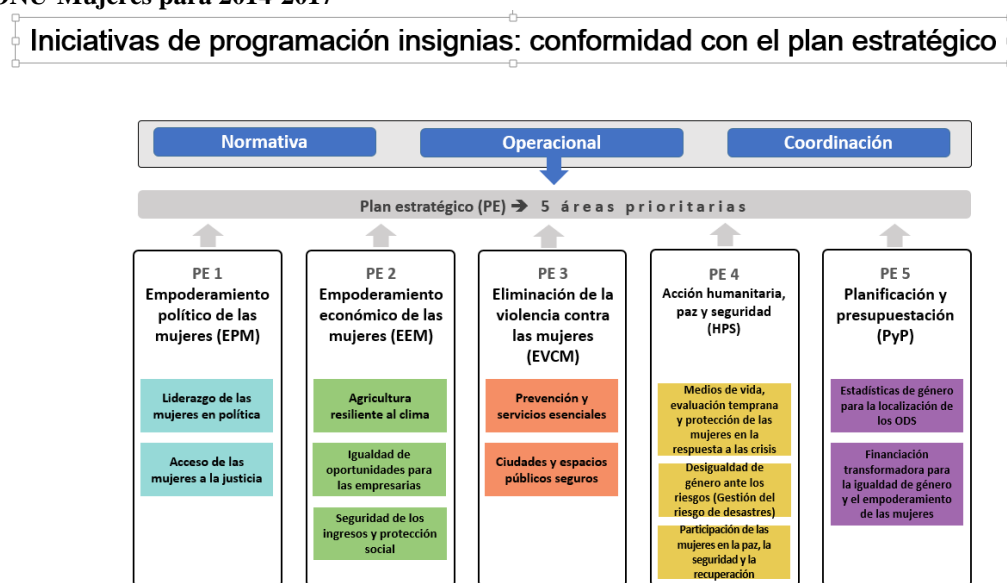 ONU-Mujeres para 2014-2017
Iniciativas de programación insignias: conformidad con el plan estratégico
Normativa
Operacional
Coordinación
Plan estratégico (PE) ➔ 5 áreas prioritarias
PE 1
Empoderamiento
político de las
mujeres (EPM)
Liderazgo de las
mujeres en política
Acceso de las
mujeres a la justicia
PE 2
Empoderamiento
económico de las
mujeres (EEM)
Agricultura
resiliente al clima
Igualdad de
oportunidades para
las empresarias
Seguridad de los
ingresos y protección
social
PE 3
Eliminación de la
violencia contra
las mujeres
(EVCM)
Prevención y
servicios esenciales
Ciudades y espacios
públicos seguros
PE 4
Acción humanitaria,
paz y seguridad
(HPS)
Medios de vida,
evaluación temprana
y protección de las
mujeres en la
respuesta a las crisis
Desigualdad de
género ante los
riesgos (Gestión del
riesgo de desastres)
Participación de las
mujeres en la paz, la
seguridad y la
recuperación
PE 5
Planificación y
presupuestación
(PyP)
Estadísticas de género
para la localización de
los ODS
Financiación
transformadora para
la igualdad de género
y el empoderamiento
de las mujeres